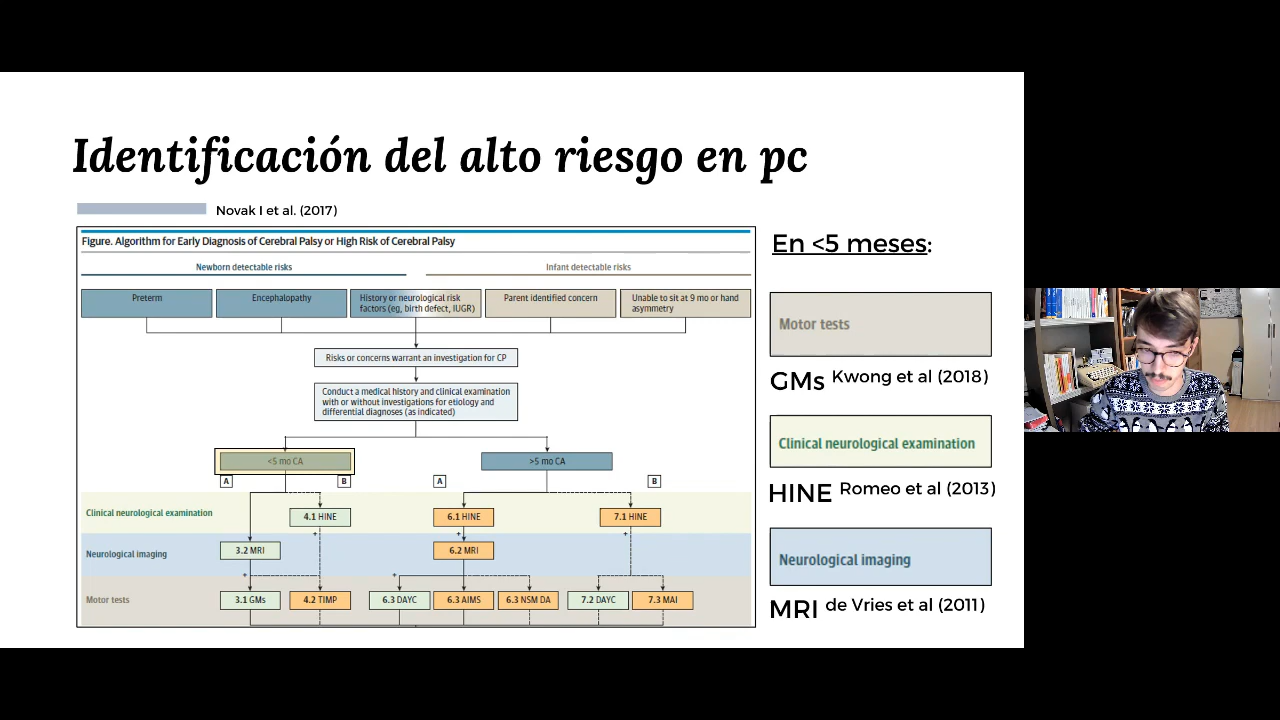 Identificación del alto riesgo en pc
Novak I et al. (2017)
Figure. Algorithm for Early Diagnosis of Cerebral Palsy or High Risk of Cerebral Palsy
Newborn detectable risks
Infant detectable risks
Preterm
Encephalopathy
History or neurological risk
factors (eg, birth defect, IUGR)
Parent identified concern
Unable to sit at 9 mo or hand
asymmetry
Risks or concerns warrant an investigation for CP
Conduct a medical history and clinical examination
with or without investigations for etiology and
differential diagnoses (as indicated)
<5 mo CA
>5 mo CA
A
B
A
B
Clinical neurological examination
4.1 HINE
6.1 HINE
7.1 HINE
+
+
+
Neurological imaging
3.2 MRI
6.2 MRI
+
+
Motor tests
3.1 GMs
4.2 TIMP
6.3 DAYC
6.3 AIMS
6.3 NSM DA
7.2 DAYC
7.3 MAI
En <5 meses:
Motor tests
GMs Kwong et al (2018)
Clinical neurological examination
HINE Romeo et al (2013)
Neurological imaging
MRI de Vries et al (2011)